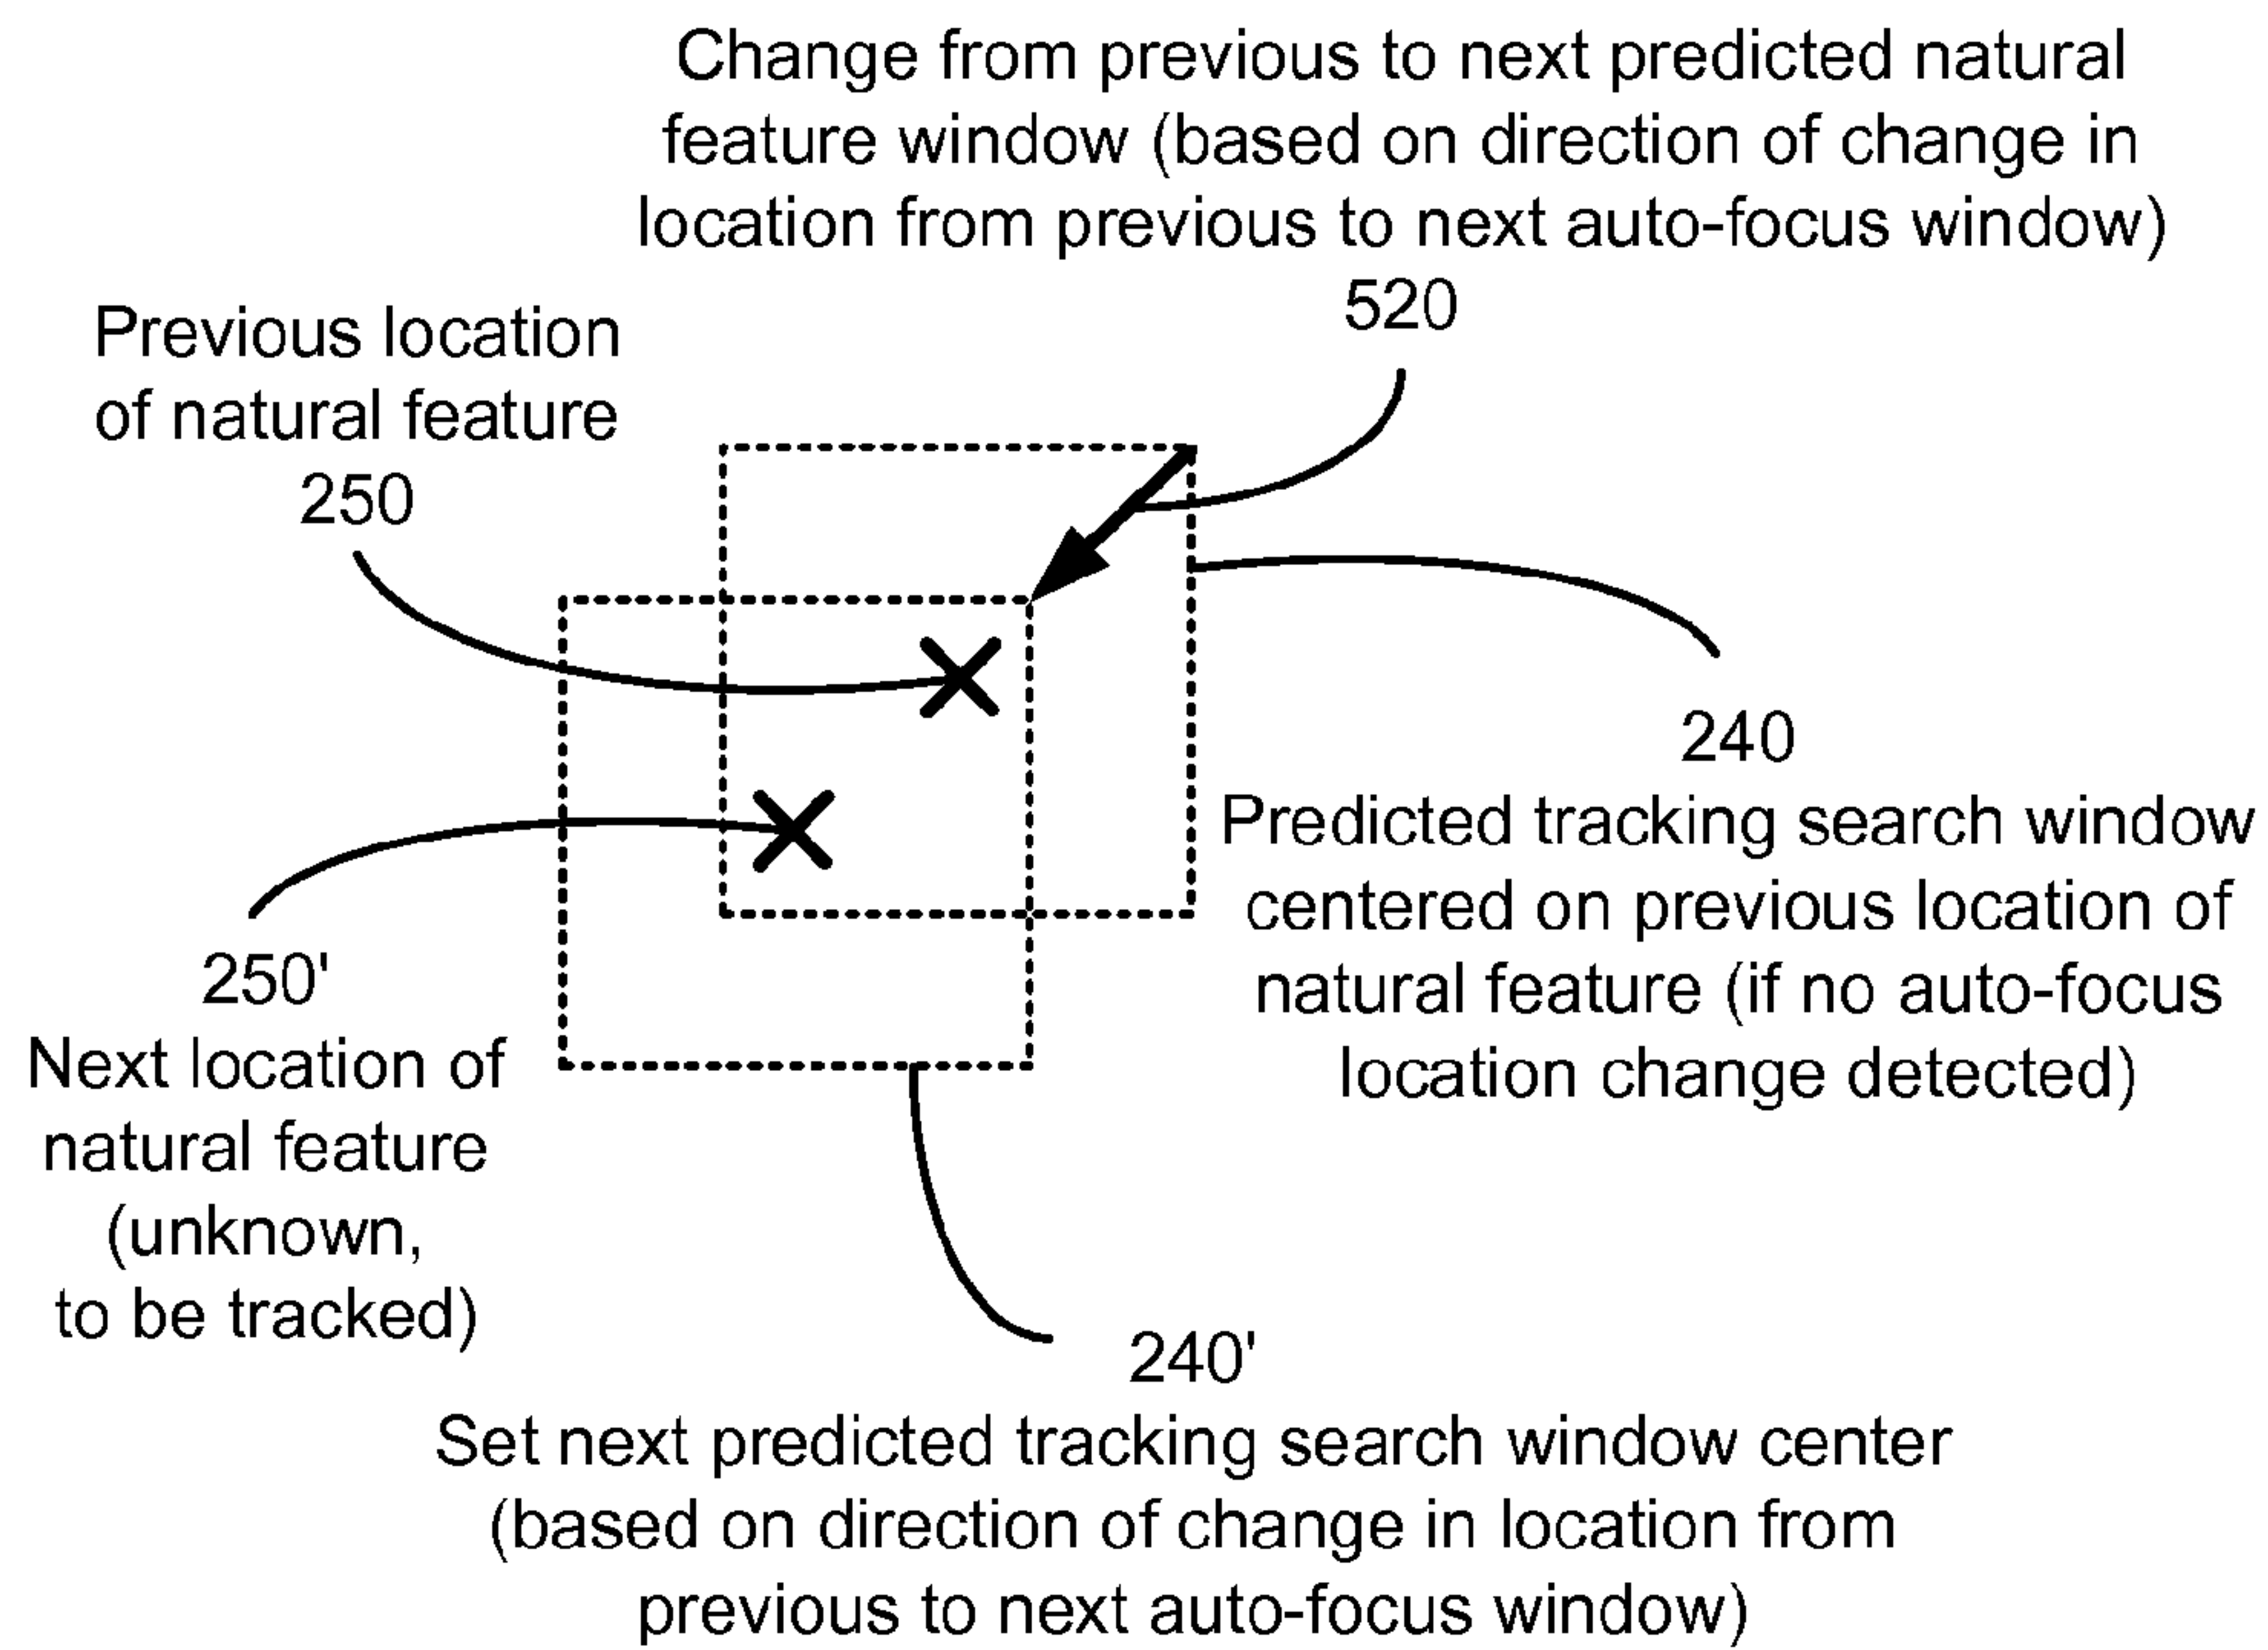 Change from previous to next predicted natural
feature window (based on direction of change in
location from previous to next auto-focus window)
520
Previous location
of natural feature
250
240
Predicted tracking search window
centered on previous location of
natural feature (if no auto-focus
location change detected)
250'
Next location of
natural feature
(unknown,
to be tracked)
240'
Set next predicted tracking search window center
(based on direction of change in location from
previous to next auto-focus window)